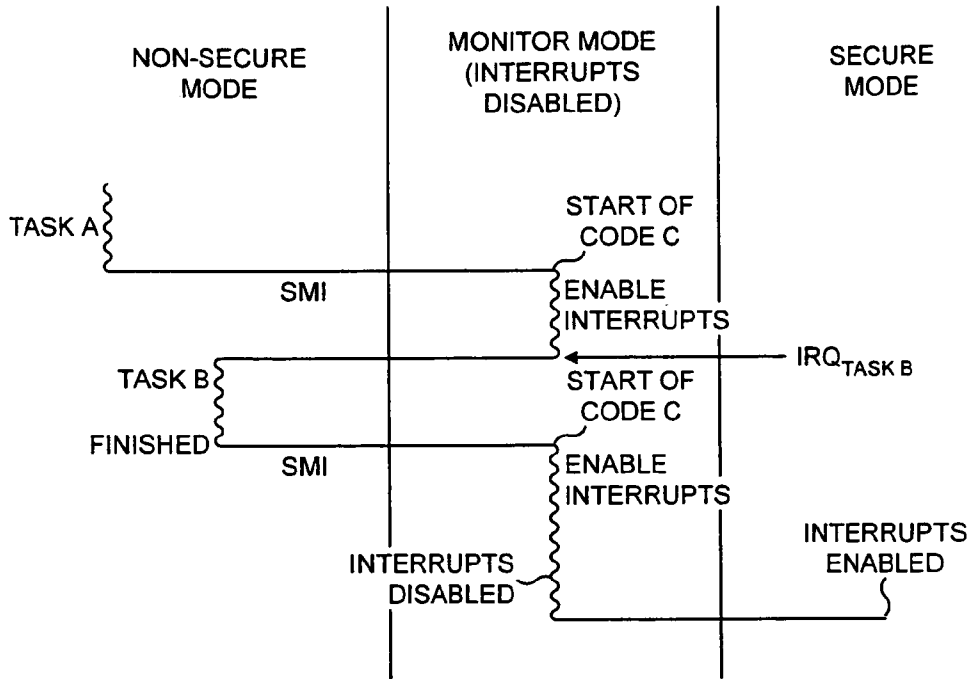 NON-SECURE
MODE
MONITOR MODE
(INTERRUPTS
DISABLED)
SECURE
MODE
TASK A
START OF
CODE C
SMI
ENABLE
INTERRUPTS
IRQTASK B
TASK B
START OF
CODE C
FINISHED
SMI
ENABLE
INTERRUPTS
INTERRUPTS
DISABLED
INTERRUPTS
ENABLED